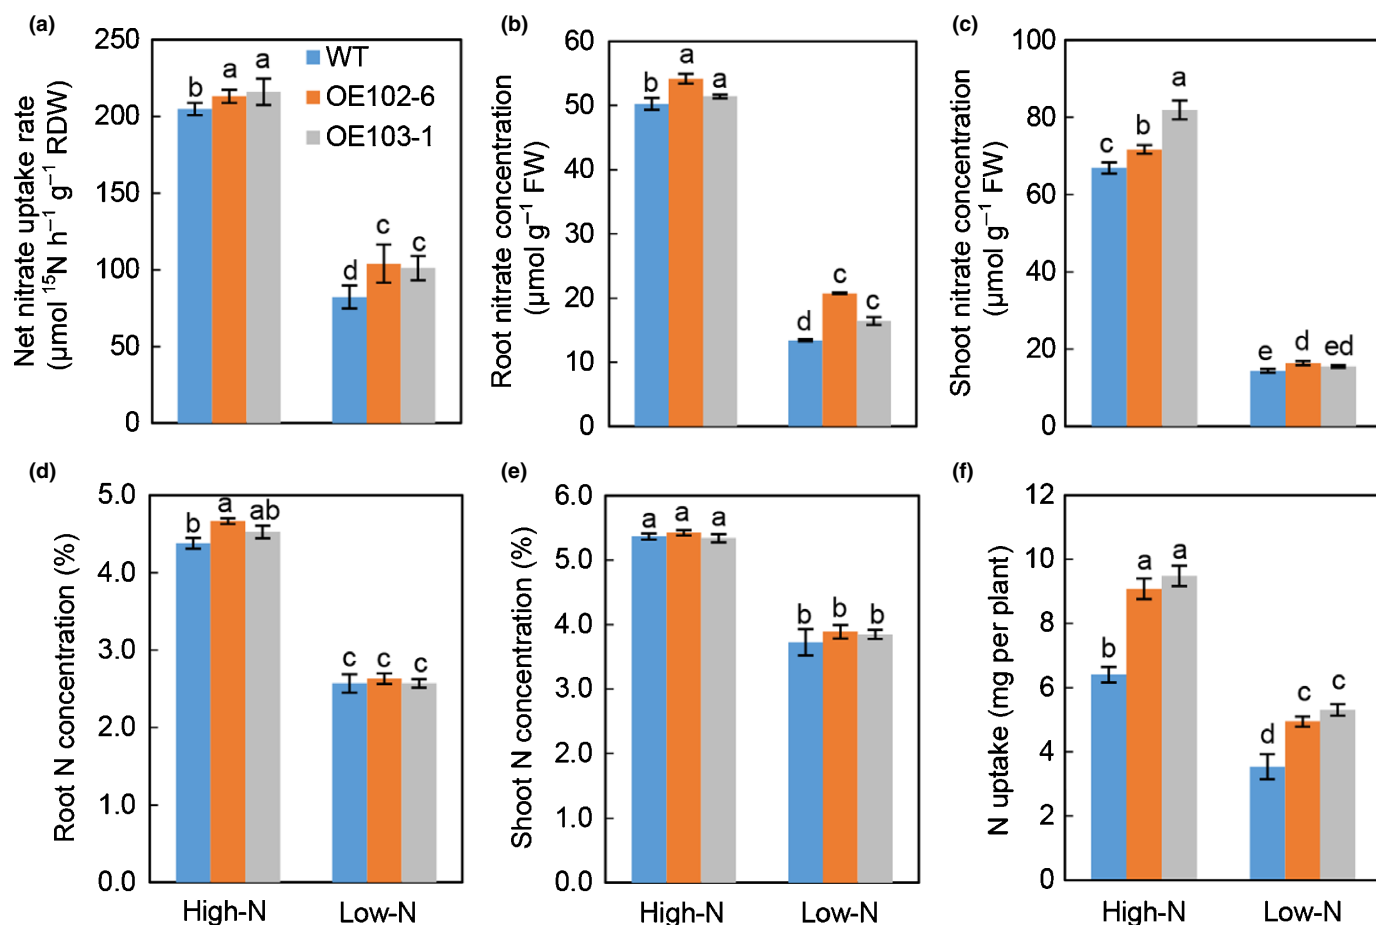 (a)
Net nitrate uptake rate
(µmol ¹⁵N h⁻¹ g⁻¹ RDW)
250
200
150
100
50
0
WT
OE102-6
OE103-1
b a a
d c c
(b)
Root nitrate concentration
(µmol g⁻¹ FW)
60
50
40
30
20
10
0
b a a
d c c
(c)
Shoot nitrate concentration
(µmol g⁻¹ FW)
100
80
60
40
20
0
c b a
e d ed
(d)
Root N concentration (%)
5.0
4.0
3.0
2.0
1.0
0.0
b a ab
c c c
High-N Low-N
(e)
Shoot N concentration (%)
6.0
5.0
4.0
3.0
2.0
1.0
0.0
a a a
b b b
High-N Low-N
(f)
N uptake (mg per plant)
12
10
8
6
4
2
0
b a a
d c c
High-N Low-N